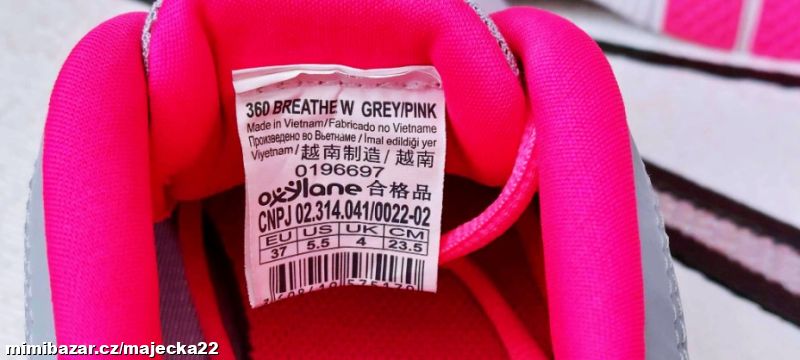 360 BREATHE W GREY/PINK
Made in Vietnam/Fabricado no Vietname
Произведено во Вьетнаме / Imal edildiği yer
Viyetnam/越南制造/越南
0196697
oxylane 合格品
CNPJ 02.314.041/0022-02
EU US UK CM
37 5.5 4 23.5
mimibazar.cz/majecka22